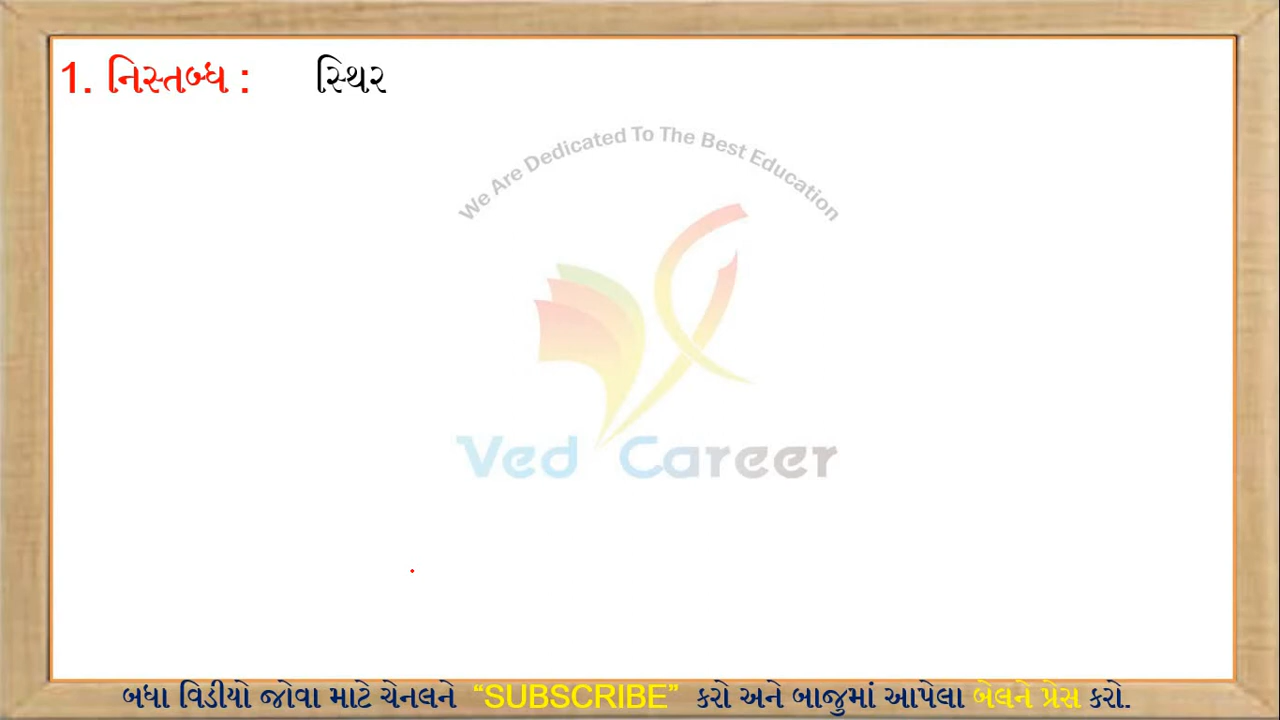 1. નિસ્તબ્ધ : સ્થિર
We Are Dedicated To The Best Education
Ved Career
બધા વિડીયો જોવા માટે ચેનલને “SUBSCRIBE” કરો અને બાજુમાં આપેલા બેલને પ્રેસ કરો.